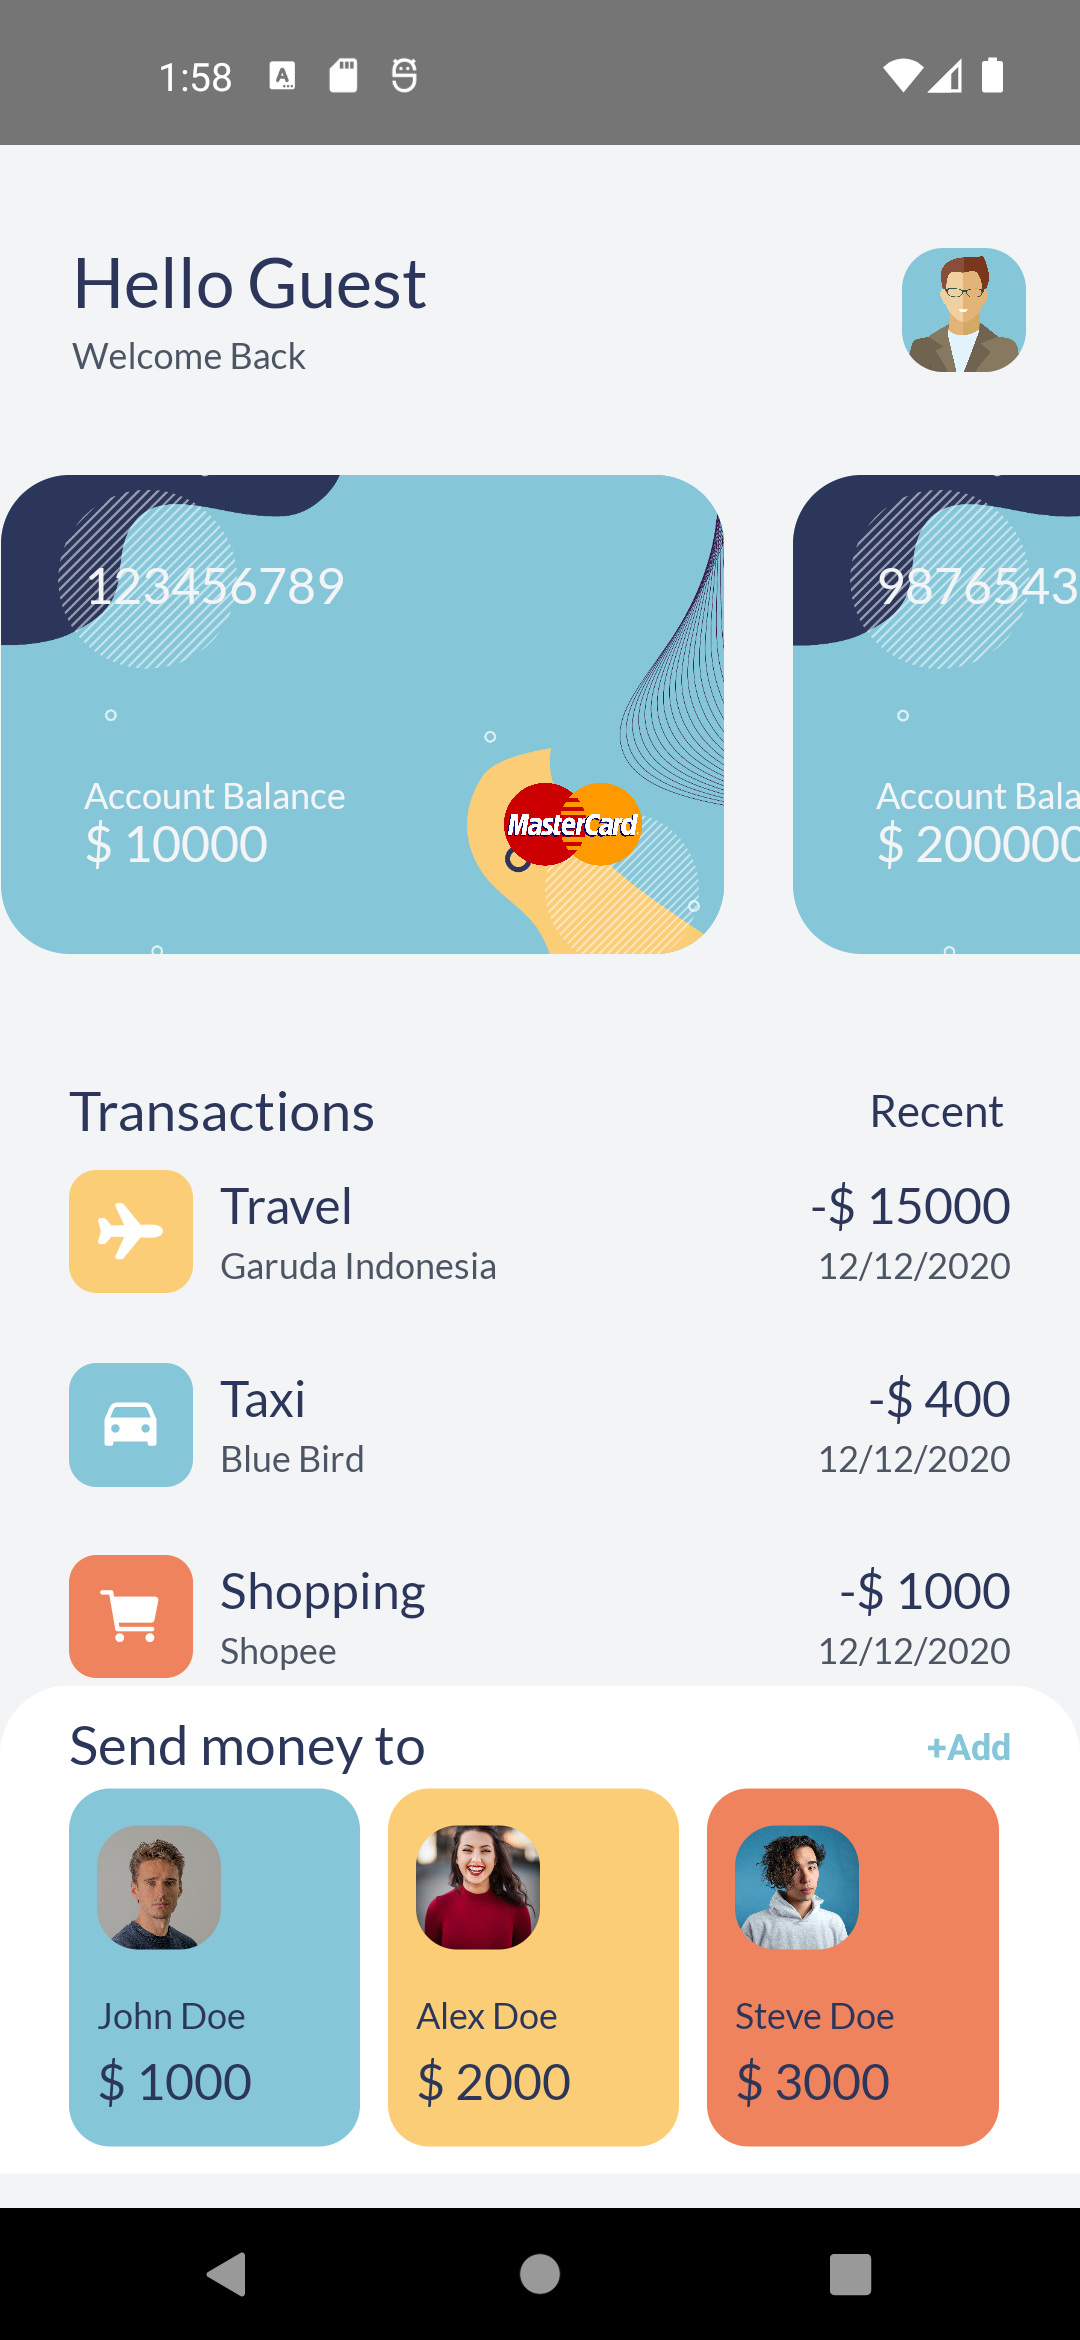 1:58
Hello Guest
Welcome Back
123456789
9876543
Account Balance
$ 10000
MasterCard
Account Bala
$ 200000
Transactions
Recent
Travel
-$ 15000
Garuda Indonesia
12/12/2020
Taxi
-$ 400
Blue Bird
12/12/2020
Shopping
-$ 1000
Shopee
12/12/2020
Send money to
+Add
John Doe
$ 1000
Alex Doe
$ 2000
Steve Doe
$ 3000